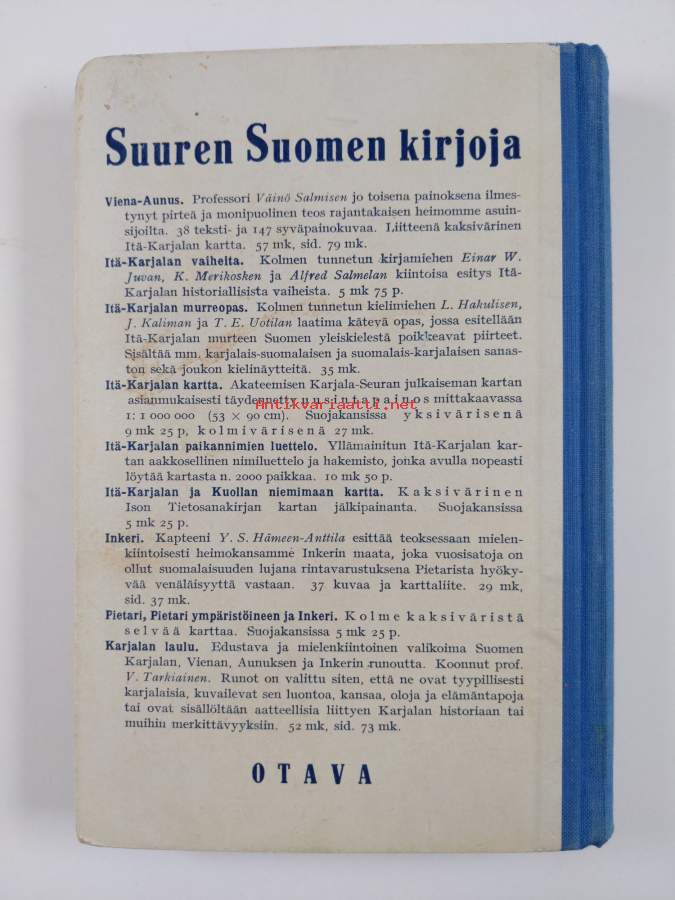 Suuren Suomen kirjoja
Viena-Aunus. Professori Väinö Salmisen jo toisena painoksena ilmes-
tynyt pirteä ja monipuolinen teos rajantakaisen heimomme asuin-
sijoilta. 38 teksti- ja 147 syväpainokuvaa. Liitteenä kaksivärinen
Itä-Karjalan kartta. 57 mk, sid. 79 mk.
Itä-Karjalan vaiheita. Kolmen tunnetun kirjamiehen Einar W.
Juvan, K. Merikosken ja Alfred Salmelan kiintoisa esitys Itä-
Karjalan historiallisista vaiheista. 5 mk 75 p.
Itä-Karjalan murreopas. Kolmen tunnetun kielimiehen L. Hakulisen,
J. Kaliman ja T. E. Uotilan laatima kätevä opas, jossa esitellään
Itä-Karjalan murteen Suomen yleiskielestä poikkeavat piirteet.
Sisältää mm. karjalais-suomalaisen ja suomalais-karjalaisen sanas-
ton sekä joukon kielinäytteitä. 35 mk.
Itä-Karjalan kartta. Akateemisen Karjala-Seuran julkaiseman kartan
asianmukaisesti täydennetty uusintapainos mittakaavassa
1: 1 000 000 (53 × 90 cm). Suojakansissa yksivärisenä
9 mk 25 p, kolmivärisenä 27 mk.
Itä-Karjalan paikannimien luettelo. Yllämainitun Itä-Karjalan kar-
tan aakkosellinen nimiluettelo ja hakemisto, jonka avulla nopeasti
löytää kartasta n. 2000 paikkaa. 10 mk 50 p.
Itä-Karjalan ja Kuollan niemimaan kartta. Kaksivärinen
Ison Tietosanakirjan kartan jälkipainanta. Suojakansissa
5 mk 25 p.
Inkeri. Kapteeni Y. S. Hämeen-Anttila esittää teoksessaan mielen-
kiintoisesti heimokansamme Inkerin maata, joka vuosisatoja on
ollut suomalaisuuden lujana rintavarustuksena Pietarista hyöky-
vää venäläisyyttä vastaan. 37 kuvaa ja karttaliite. 29 mk,
sid. 37 mk.
Pietari, Pietari ympäristöineen ja Inkeri. Kolme kaksiväristä
selvää karttaa. Suojakansissa 5 mk 25 p.
Karjalan laulu. Edustava ja mielenkiintoinen valikoima Suomen
Karjalan, Vienan, Aunuksen ja Inkerin runoutta. Koonnut prof.
V. Tarkiainen. Runot on valittu siten, että ne ovat tyypillisesti
karjalaisia, kuvailevat sen luontoa, kansaa, oloja ja elämäntapoja
tai ovat sisällöltään aatteellisia liittyen Karjalan historiaan tai
muihin merkittävyyksiin. 52 mk, sid. 73 mk.
OTAVA
Antikvariaatti.net